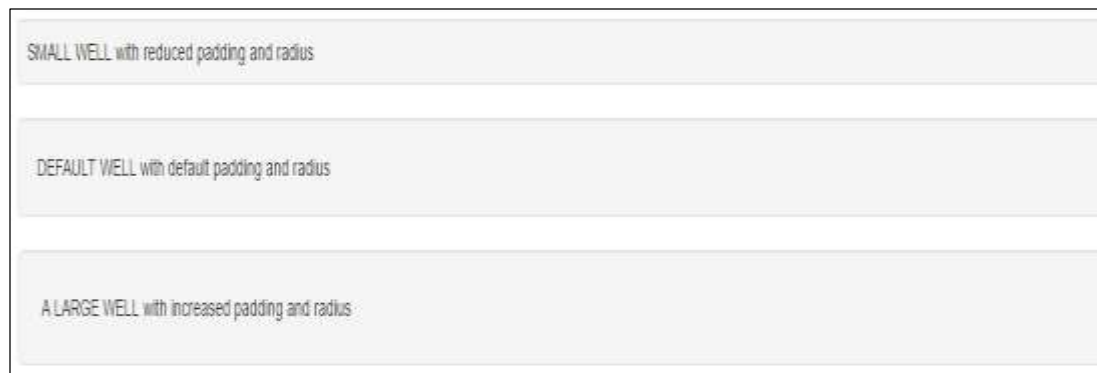 SMALL WELL with reduced padding and radius
DEFAULT WELL with default padding and radius
A LARGE WELL with increased padding and radius